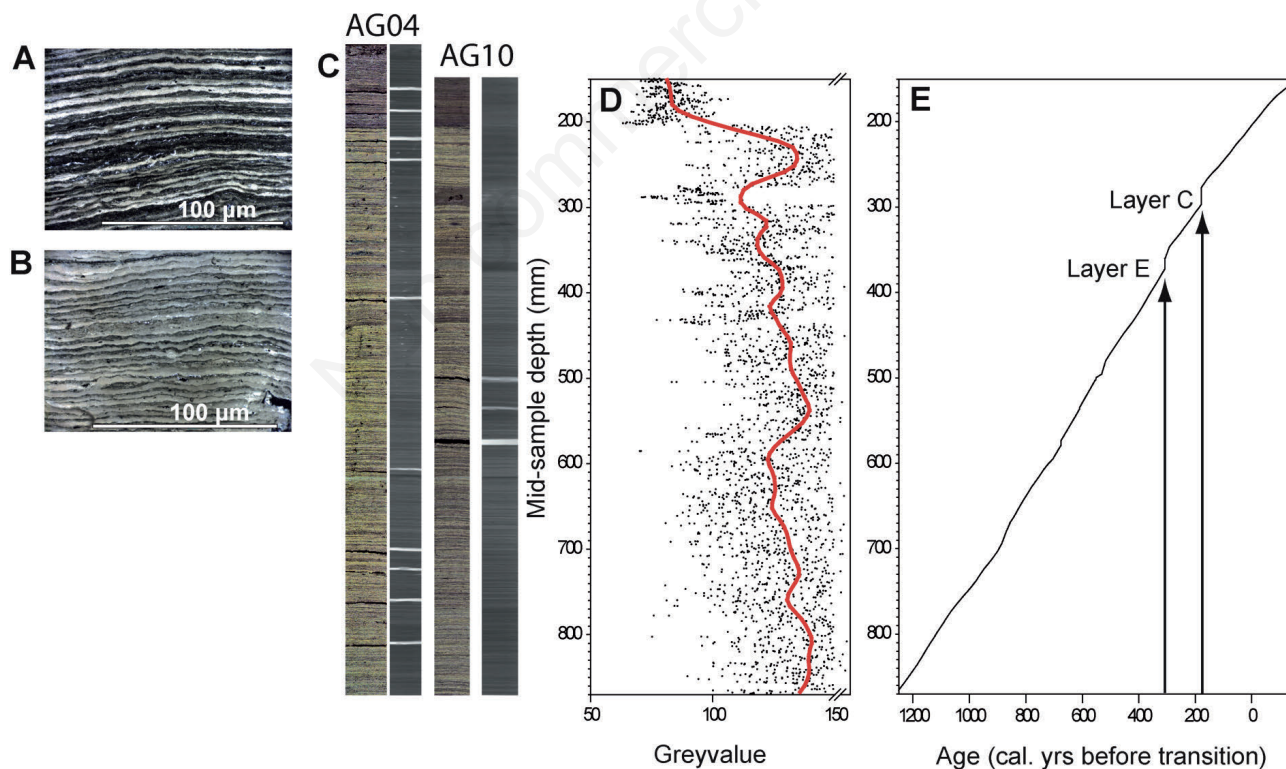 AG04
AG10
A
100 µm
B
100 µm
C
D
Mid-sample depth (mm)
200
300
400
500
600
700
800
50
100
150
Greyvalue
E
200
300
400
500
600
700
800
Layer C
Layer E
1200
1000
800
600
400
200
0
Age (cal. yrs before transition)